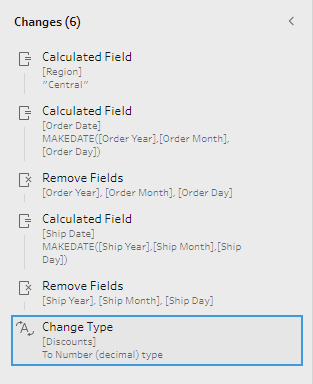 Changes (6)
Calculated Field
[Region]
"Central"
Calculated Field
[Order Date]
MAKEDATE([Order Year],[Order Month],
[Order Day])
Remove Fields
[Order Year], [Order Month], [Order Day]
Calculated Field
[Ship Date]
MAKEDATE([Ship Year],[Ship Month],[Ship
Day])
Remove Fields
[Ship Year], [Ship Month], [Ship Day]
Change Type
[Discounts]
To Number (decimal) type